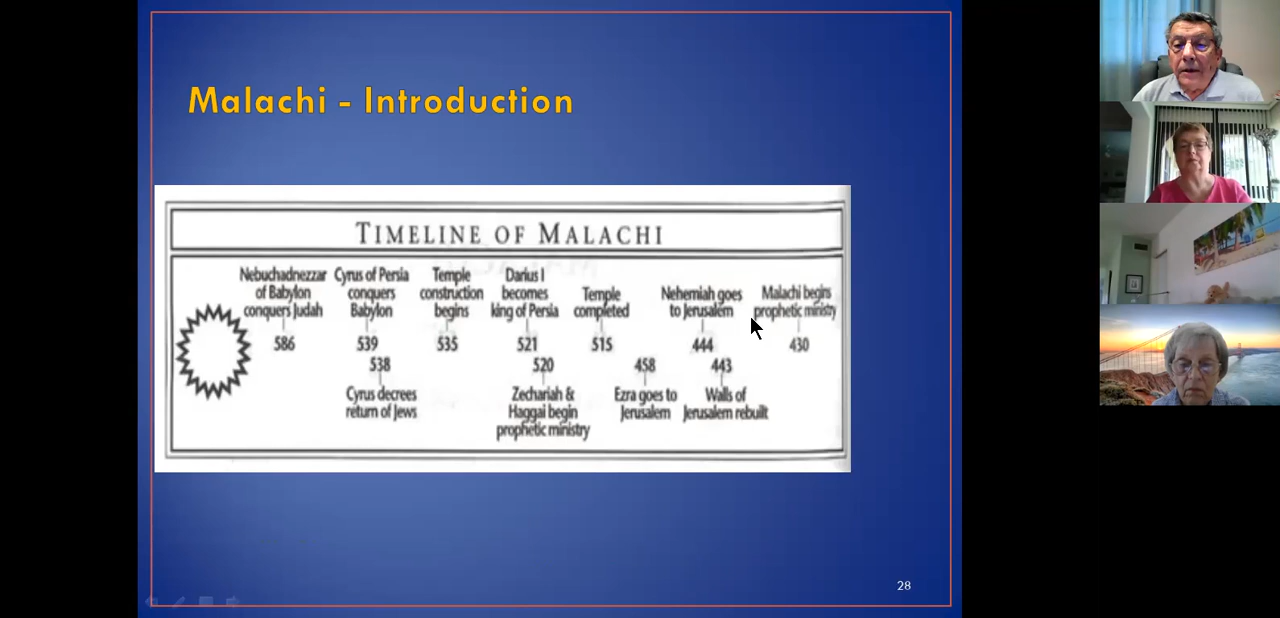 Malachi - Introduction
TIMELINE OF MALACHI
Nebuchadnezzar
of Babylon
conquers Judah
586
Cyrus of Persia
conquers
Babylon
539
538
Cyrus decrees
return of Jews
Temple
construction
begins
535
Darius I
becomes
king of Persia
521
520
Zechariah &
Haggai begin
prophetic ministry
Temple
completed
515
458
Ezra goes to
Jerusalem
Nehemiah goes
to Jerusalem
444
443
Walls of
Jerusalem rebuilt
Malachi begins
prophetic ministry
430
28